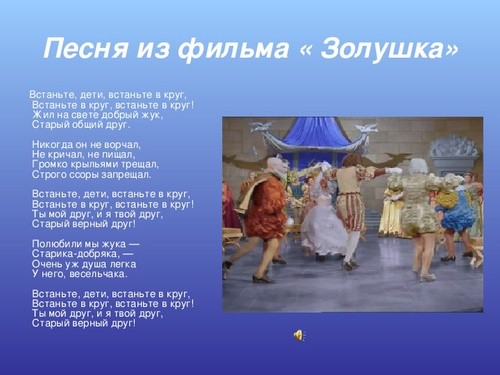 Песня из фильма « Золушка»
Встаньте, дети, встаньте в круг,
Встаньте в круг, встаньте в круг!
Жил на свете добрый жук,
Старый общий друг.
Никогда он не ворчал,
Не кричал, не пищал,
Громко крыльями трещал,
Строго ссоры запрещал.
Встаньте, дети, встаньте в круг,
Встаньте в круг, встаньте в круг!
Ты мой друг, и я твой друг,
Старый верный друг!
Полюбили мы жука —
Старика-добряка, —
Очень уж душа легка
У него, весельчака.
Встаньте, дети, встаньте в круг,
Встаньте в круг, встаньте в круг!
Ты мой друг, и я твой друг,
Старый верный друг!